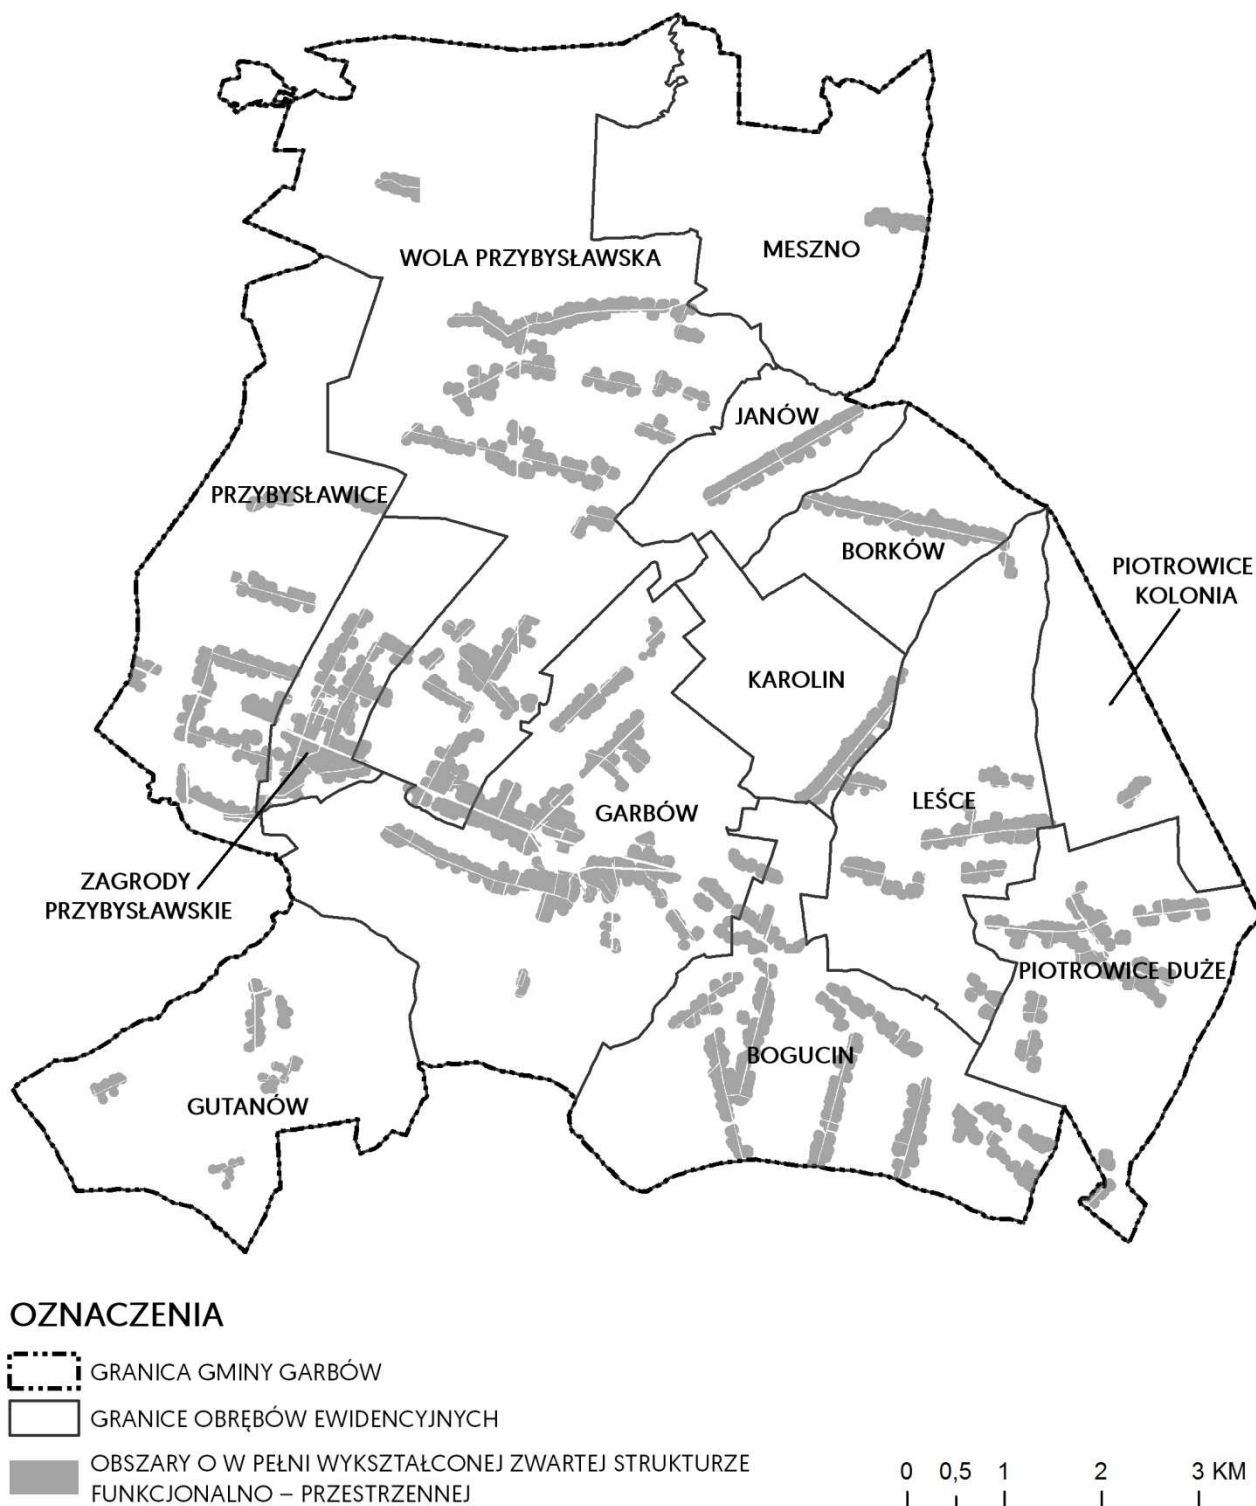 WOLA PRZYBYSŁAWSKA
MESZNO
JANÓW
PRZYBYSŁAWICE
BORKÓW
PIOTROWICE
KOLONIA
KAROLIN
GARBÓW
LEŚCE
ZAGRODY
PRZYBYSŁAWSKIE
PIOTROWICE DUŻE
BOGUCIN
GUTANÓW
OZNACZENIA
GRANICA GMINY GARBÓW
GRANICE OBRĘBÓW EWIDENCYJNYCH
OBSZARY O W PEŁNI WYKSZTAŁCONEJ ZWARTEJ STRUKTURZE
FUNKCJONALNO – PRZESTRZENNEJ
0 0,5 1 2 3 KM